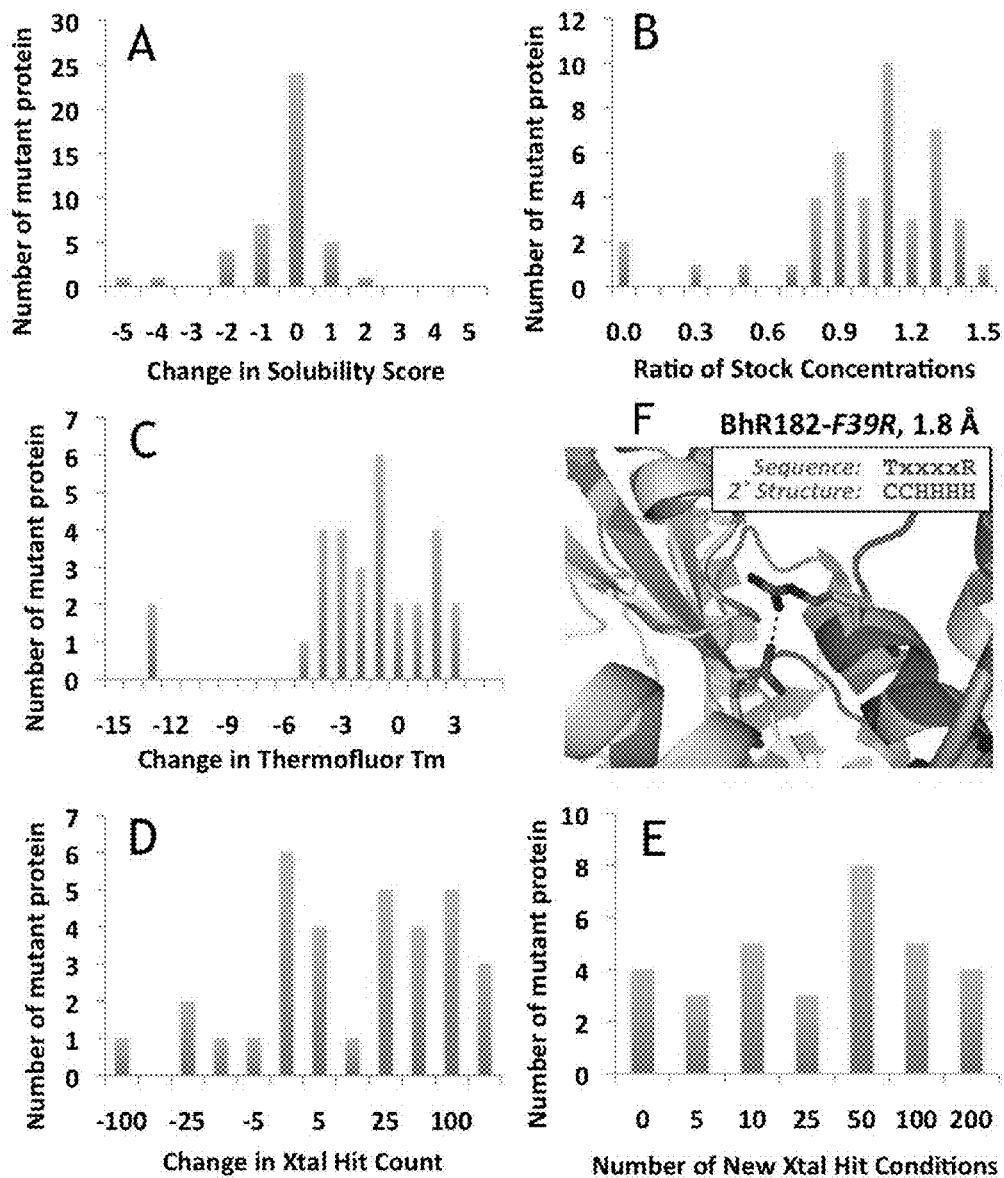 A
Number of mutant protein
30
25
20
15
10
5
0
-5 -4 -3 -2 -1 0 1 2 3 4 5
Change in Solubility Score
B
Number of mutant protein
12
10
8
6
4
2
0
0.0 0.3 0.6 0.9 1.2 1.5
Ratio of Stock Concentrations
C
Number of mutant protein
7
6
5
4
3
2
1
0
-15 -12 -9 -6 -3 0 3
Change in Thermofluor Tm
F
BhR182-F39R, 1.8 Å
Sequence: TxxxxR
2° Structure: CCHHHH
D
Number of mutant protein
7
6
5
4
3
2
1
0
-100 -25 -5 5 25 100
Change in Xtal Hit Count
E
Number of mutant protein
10
8
6
4
2
0
0 5 10 25 50 100 200
Number of New Xtal Hit Conditions